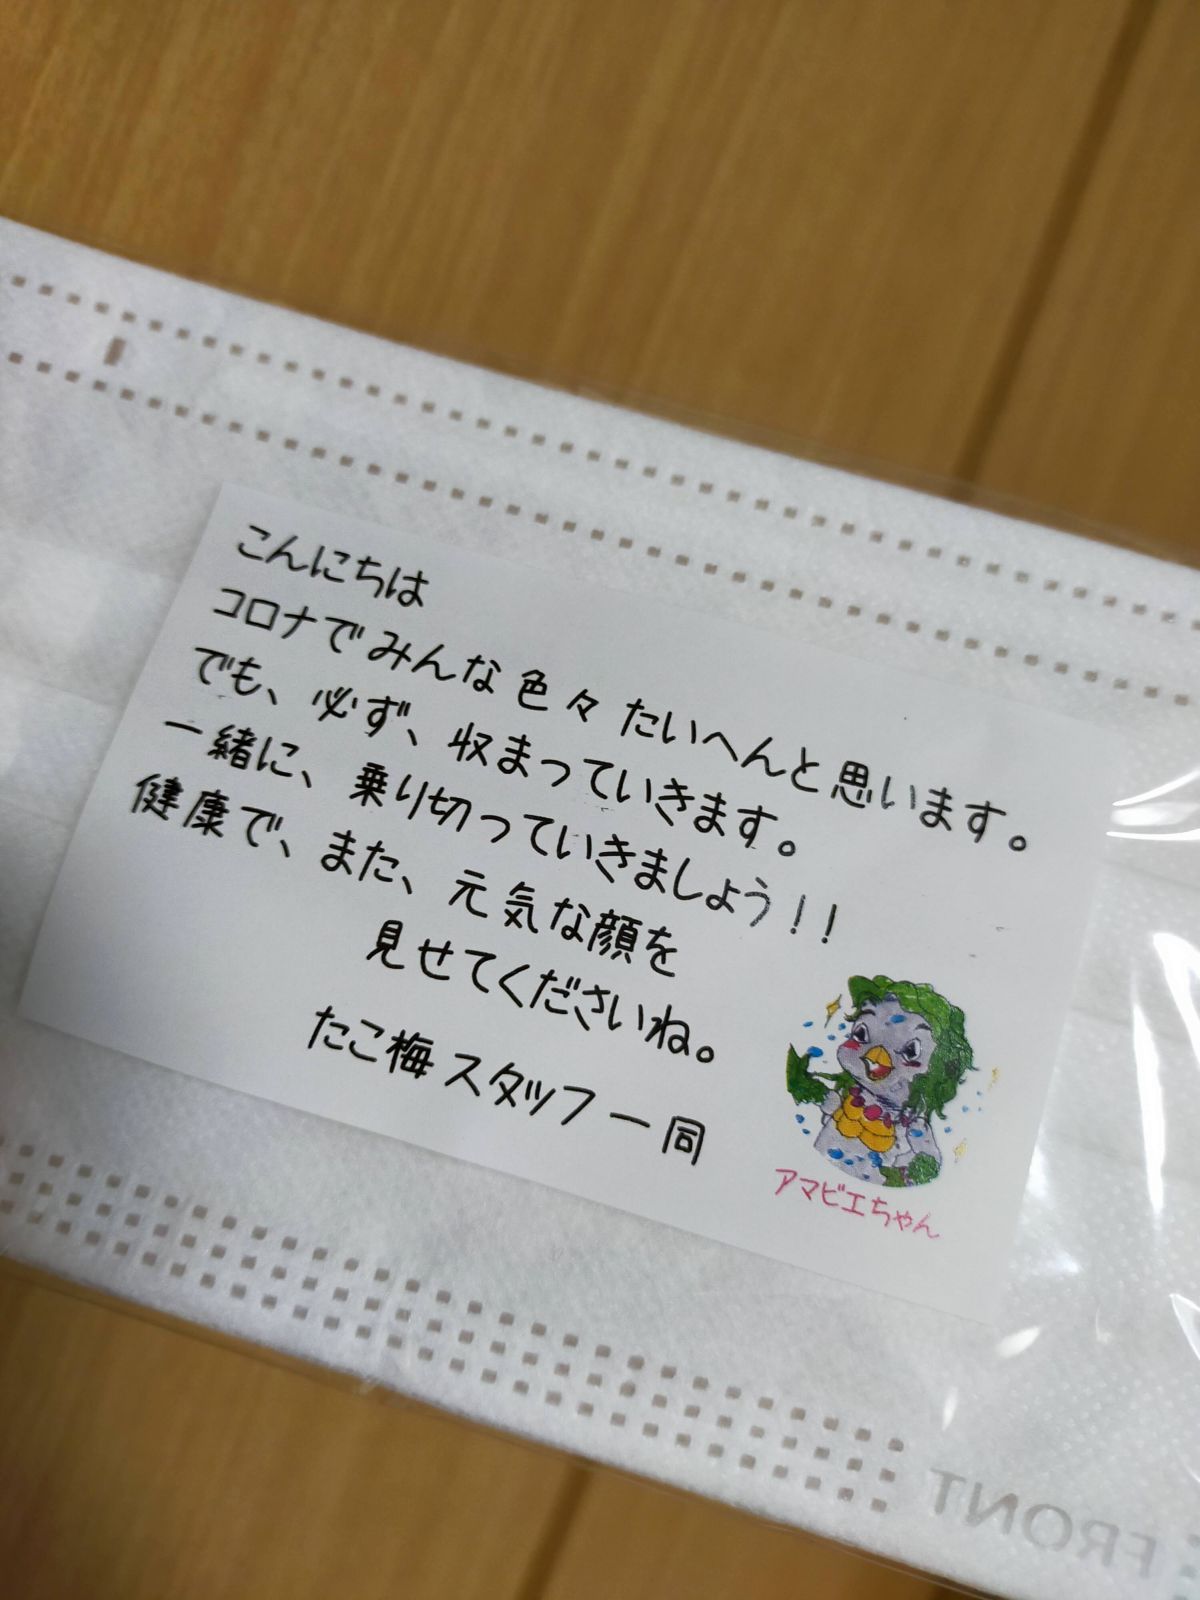 こんにちは
コロナでみんな色々たいへんと思います。
でも、必ず、収まっていきます。
一緒に、乗り切っていきましょう!!
健康で、また、元気な顔を
見せてくださいね。
たこ梅スタッフ一同
アマビエちゃん
FRONT